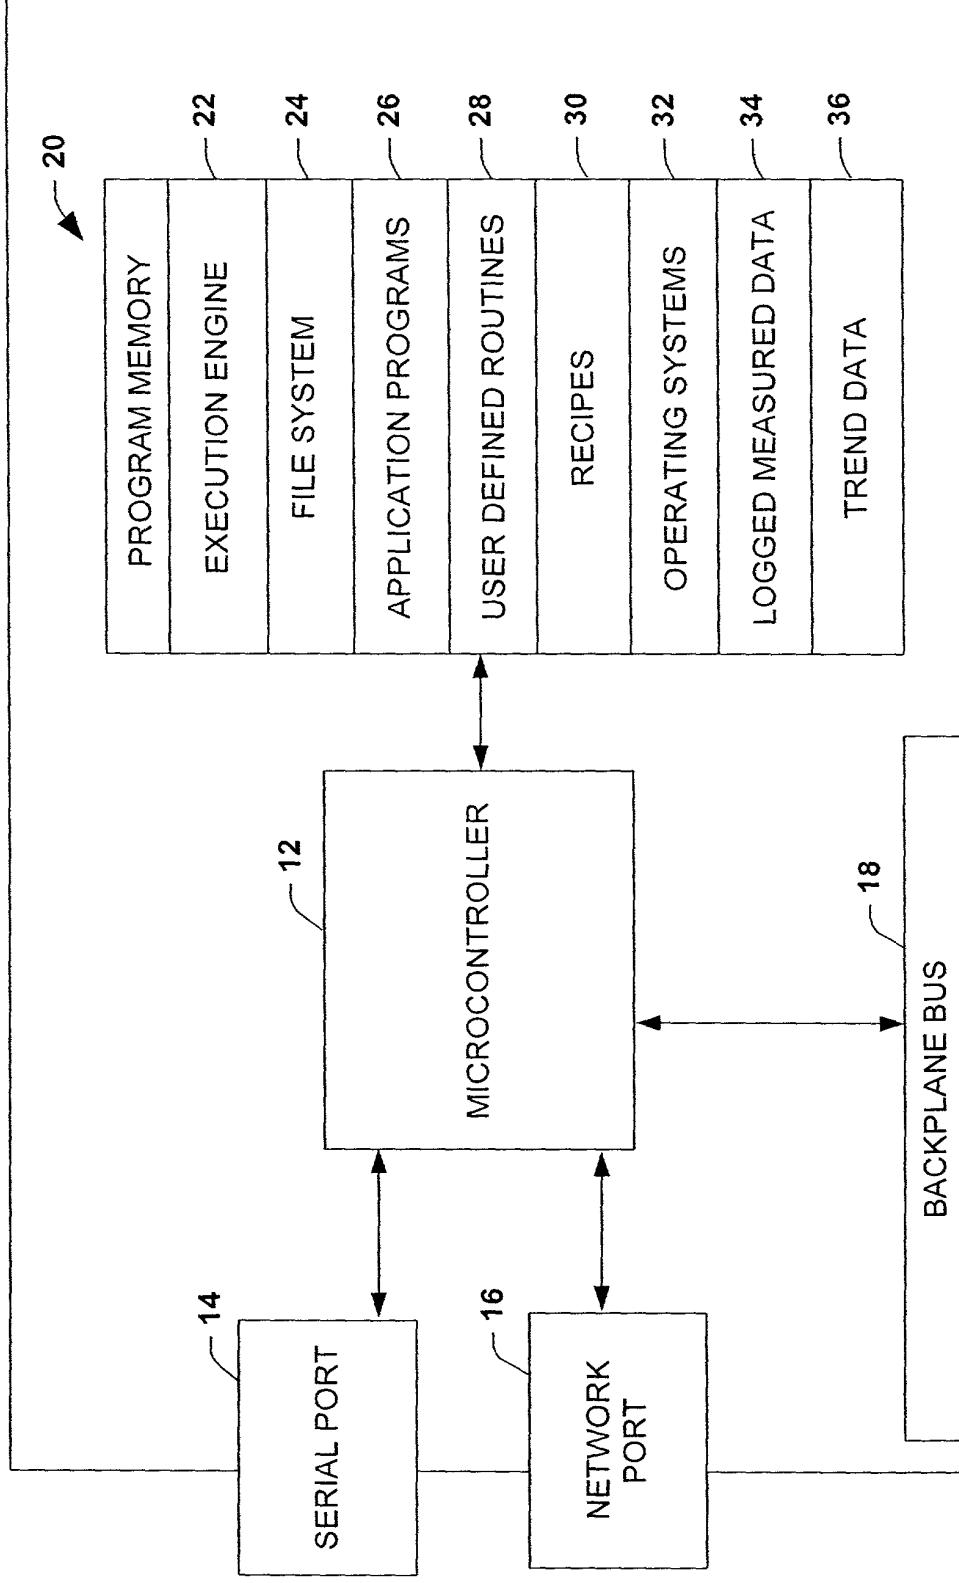 20
PROGRAM MEMORY
EXECUTION ENGINE
22
FILE SYSTEM
24
APPLICATION PROGRAMS
26
USER DEFINED ROUTINES
28
RECIPES
30
OPERATING SYSTEMS
32
LOGGED MEASURED DATA
34
TREND DATA
36
12
MICROCONTROLLER
14
SERIAL PORT
16
NETWORK
PORT
18
BACKPLANE BUS